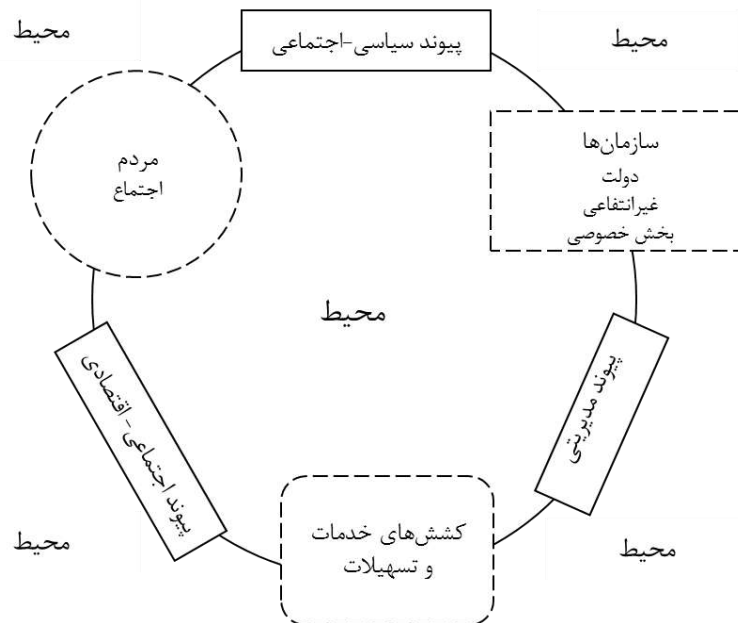 محیط
پیوند سیاسی-اجتماعی
محیط
سازمان‌ها
دولت
غیرانتفاعی
بخش خصوصی
مردم
اجتماع
محیط
پیوند مدیریتی
پیوند اجتماعی-اقتصادی
کشش‌های خدمات
و تسهیلات
محیط
محیط